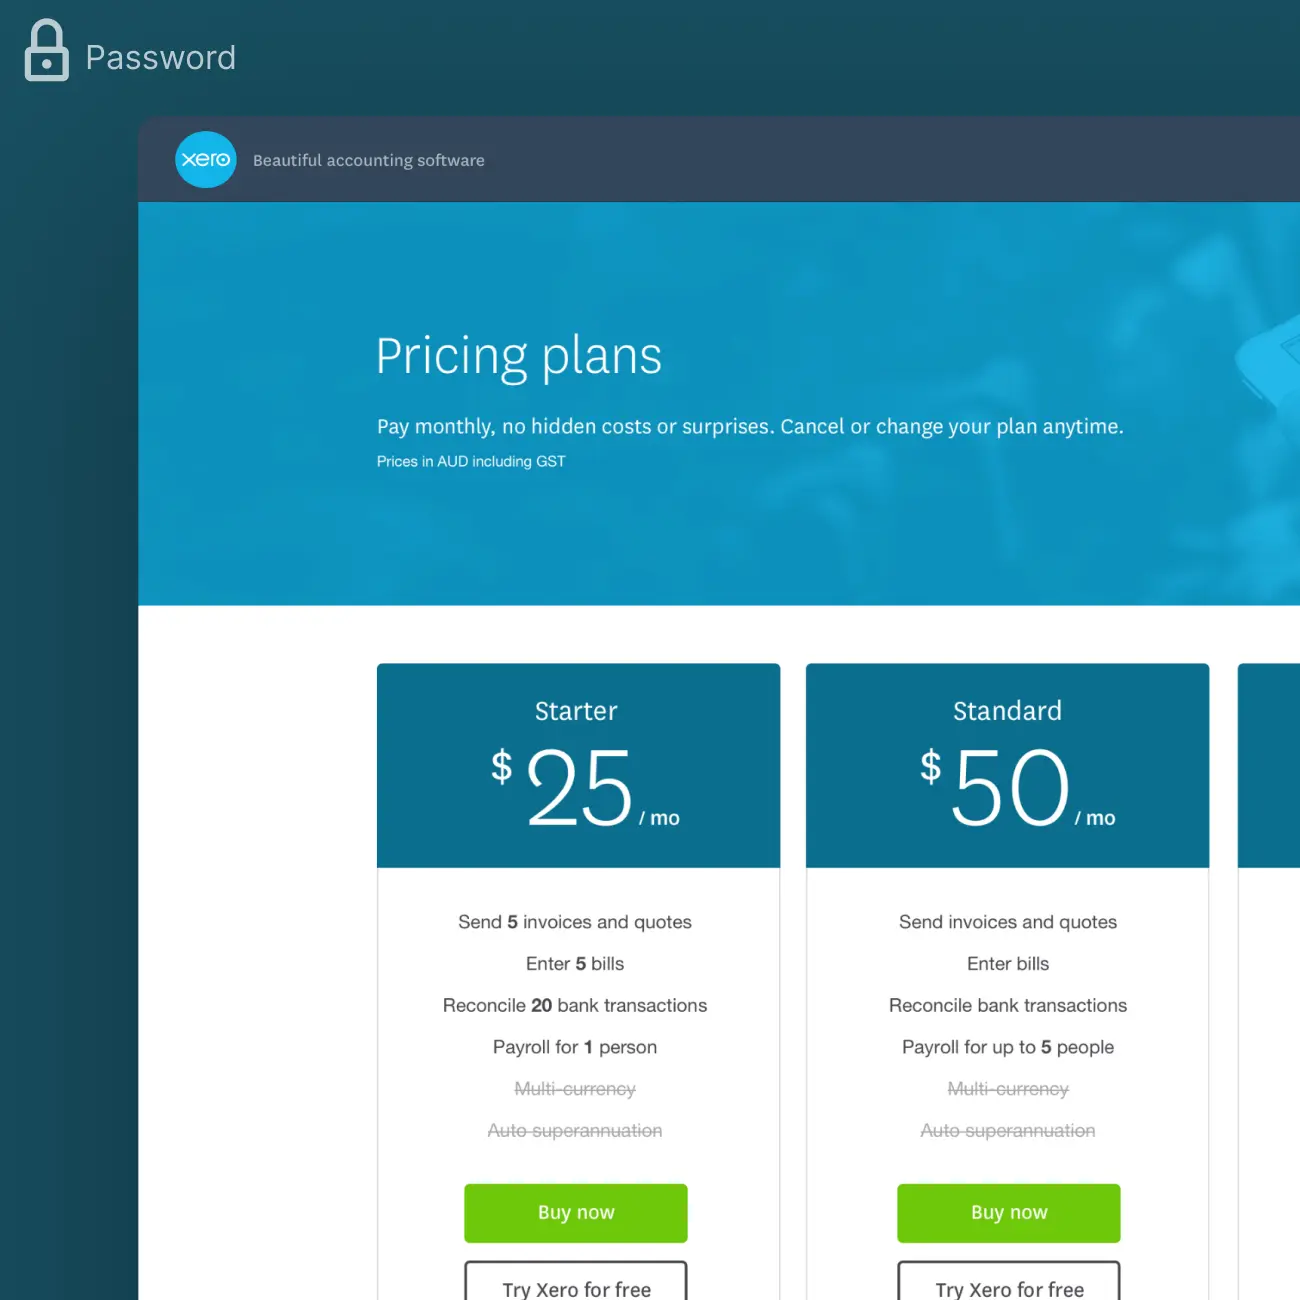 Password
xero
Beautiful accounting software
Pricing plans
Pay monthly, no hidden costs or surprises. Cancel or change your plan anytime.
Prices in AUD including GST
Starter
$25 / mo
Send 5 invoices and quotes
Enter 5 bills
Reconcile 20 bank transactions
Payroll for 1 person
Multi-currency
Auto superannuation
Buy now
Try Xero for free
Standard
$50 / mo
Send invoices and quotes
Enter bills
Reconcile bank transactions
Payroll for up to 5 people
Multi-currency
Auto superannuation
Buy now
Try Xero for free